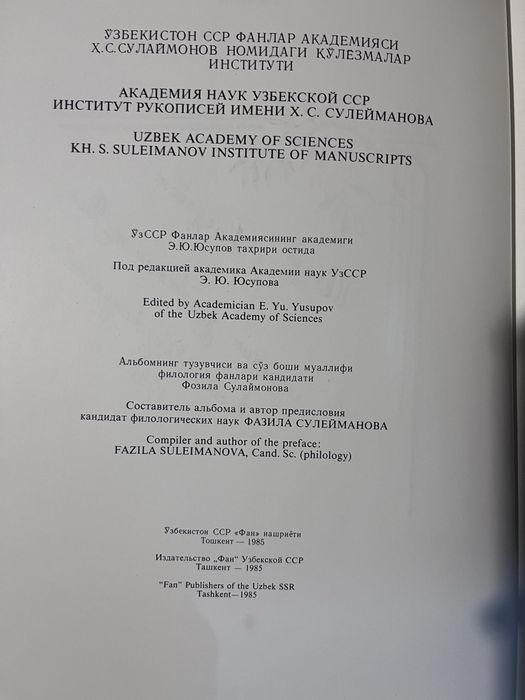 ЎЗБЕКИСТОН ССР ФАНЛАР АКАДЕМИЯСИ
Х.С.СУЛАЙМОНОВ НОМИДАГИ ҚЎЛЕЗМАЛАР
ИНСТИТУТИ
АКАДЕМИЯ НАУК УЗБЕКСКОЙ ССР
ИНСТИТУТ РУКОПИСЕЙ ИМЕНИ Х. С. СУЛЕЙМАНОВА
UZBEK ACADEMY OF SCIENCES
KH. S. SULEIMANOV INSTITUTE OF MANUSCRIPTS
ЎзССР Фанлар Академиясининг академиги
Э.Ю.Юсупов таҳрири остида
Под редакцией академика Академии наук УзССР
Э. Ю. Юсупова
Edited by Academician E. Yu. Yusupov
of the Uzbek Academy of Sciences
Альбомнинг тузувчиси ва сўз боши муаллифи
филология фанлари кандидати
Фозила Сулаймонова
Составитель альбома и автор предисловия
кандидат филологических наук ФАЗИЛА СУЛЕЙМАНОВА
Compiler and author of the preface:
FAZILA SULEIMANOVA, Cand. Sc. (philology)
Ўзбекистон ССР «Фан» нашриёти
Тошкент — 1985
Издательство „Фан" Узбекской ССР
Ташкент — 1985
"Fan" Publishers of the Uzbek SSR
Tashkent—1985